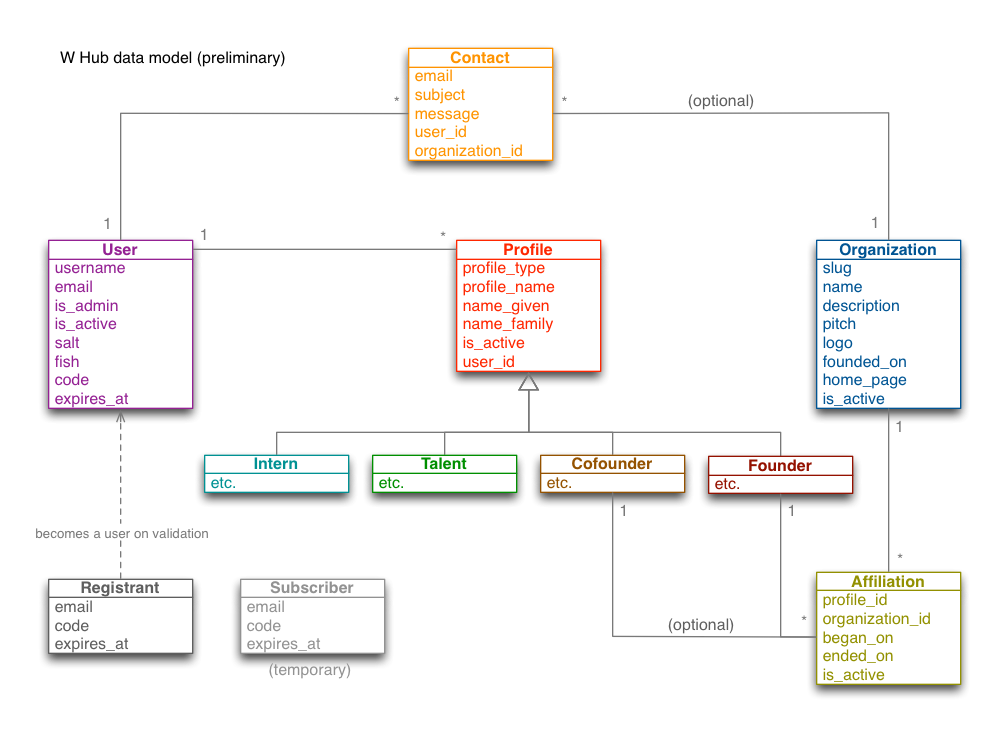 W Hub data model (preliminary)
Contact
email
subject
message
user_id
organization_id
*
*
(optional)
1
1
User
username
email
is_admin
is_active
salt
fish
code
expires_at
1
*
Profile
profile_type
profile_name
name_given
name_family
is_active
user_id
Organization
slug
name
description
pitch
logo
founded_on
home_page
is_active
1
Intern
etc.
Talent
etc.
Cofounder
etc.
Founder
etc.
1
1
becomes a user on validation
Registrant
email
code
expires_at
Subscriber
email
code
expires_at
(temporary)
(optional)
*
*
Affiliation
profile_id
organization_id
began_on
ended_on
is_active